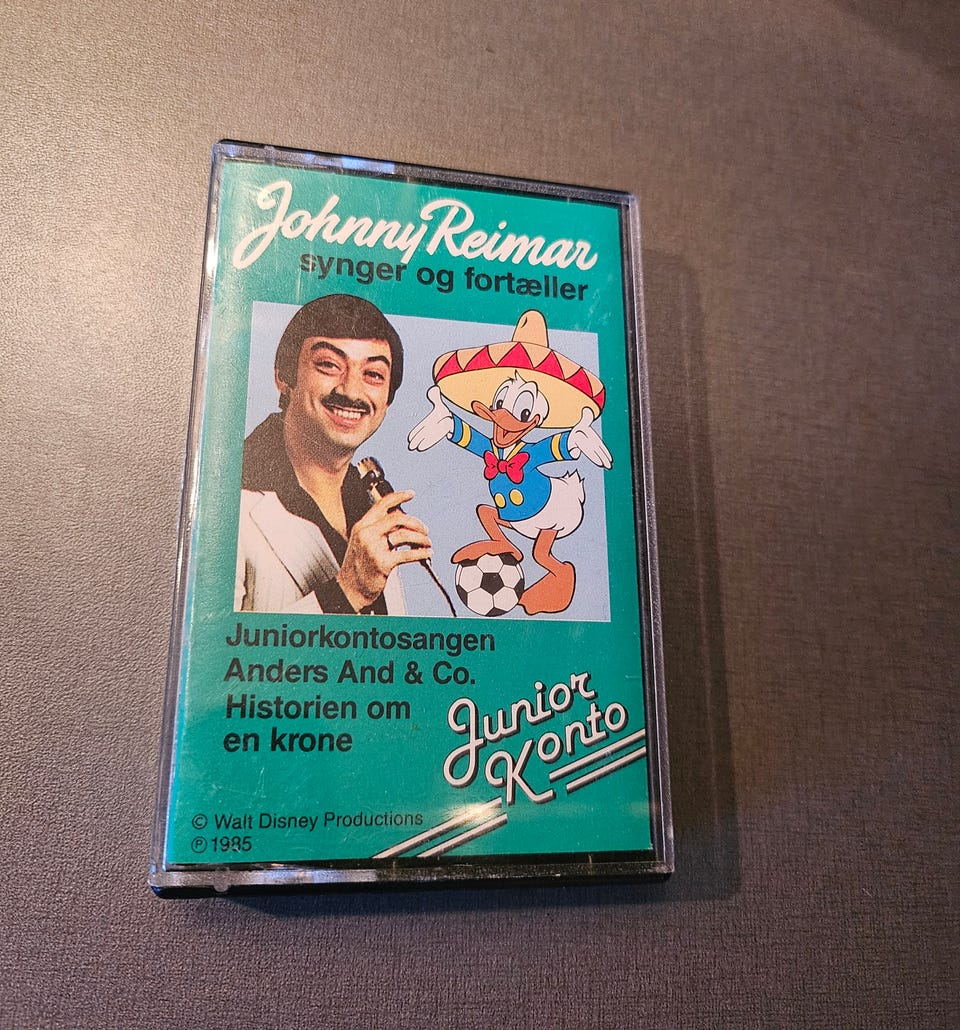 Johnny Reimar
synger og fortæller
Juniorkontosangen
Anders And & Co.
Historien om
en krone
Junior
Konto
© Walt Disney Productions
℗ 1985